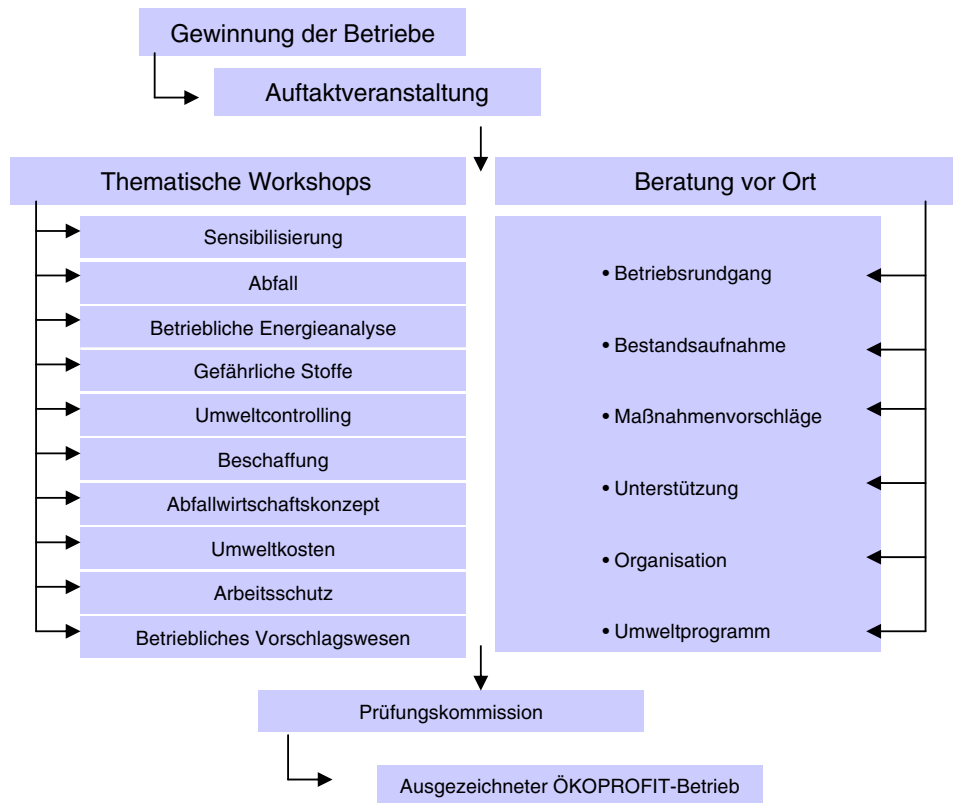 Gewinnung der Betriebe
Auftaktveranstaltung
Thematische Workshops
Sensibilisierung
Abfall
Betriebliche Energieanalyse
Gefährliche Stoffe
Umweltcontrolling
Beschaffung
Abfallwirtschaftskonzept
Umweltkosten
Arbeitsschutz
Betriebliches Vorschlagswesen
Beratung vor Ort
• Betriebsrundgang
• Bestandsaufnahme
• Maßnahmenvorschläge
• Unterstützung
• Organisation
• Umweltprogramm
Prüfungskommission
Ausgezeichneter ÖKOPROFIT-Betrieb